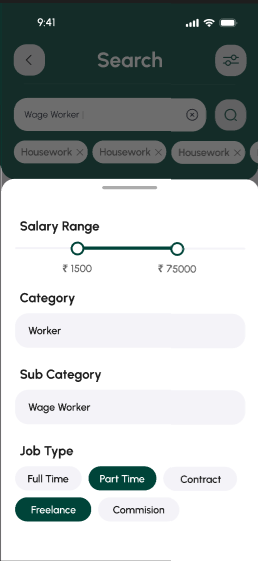 9:41
Search
Wage Worker
Housework Housework Housework
Salary Range
₹ 1500 ₹ 75000
Category
Worker
Sub Category
Wage Worker
Job Type
Full Time Part Time Contract
Freelance Commision